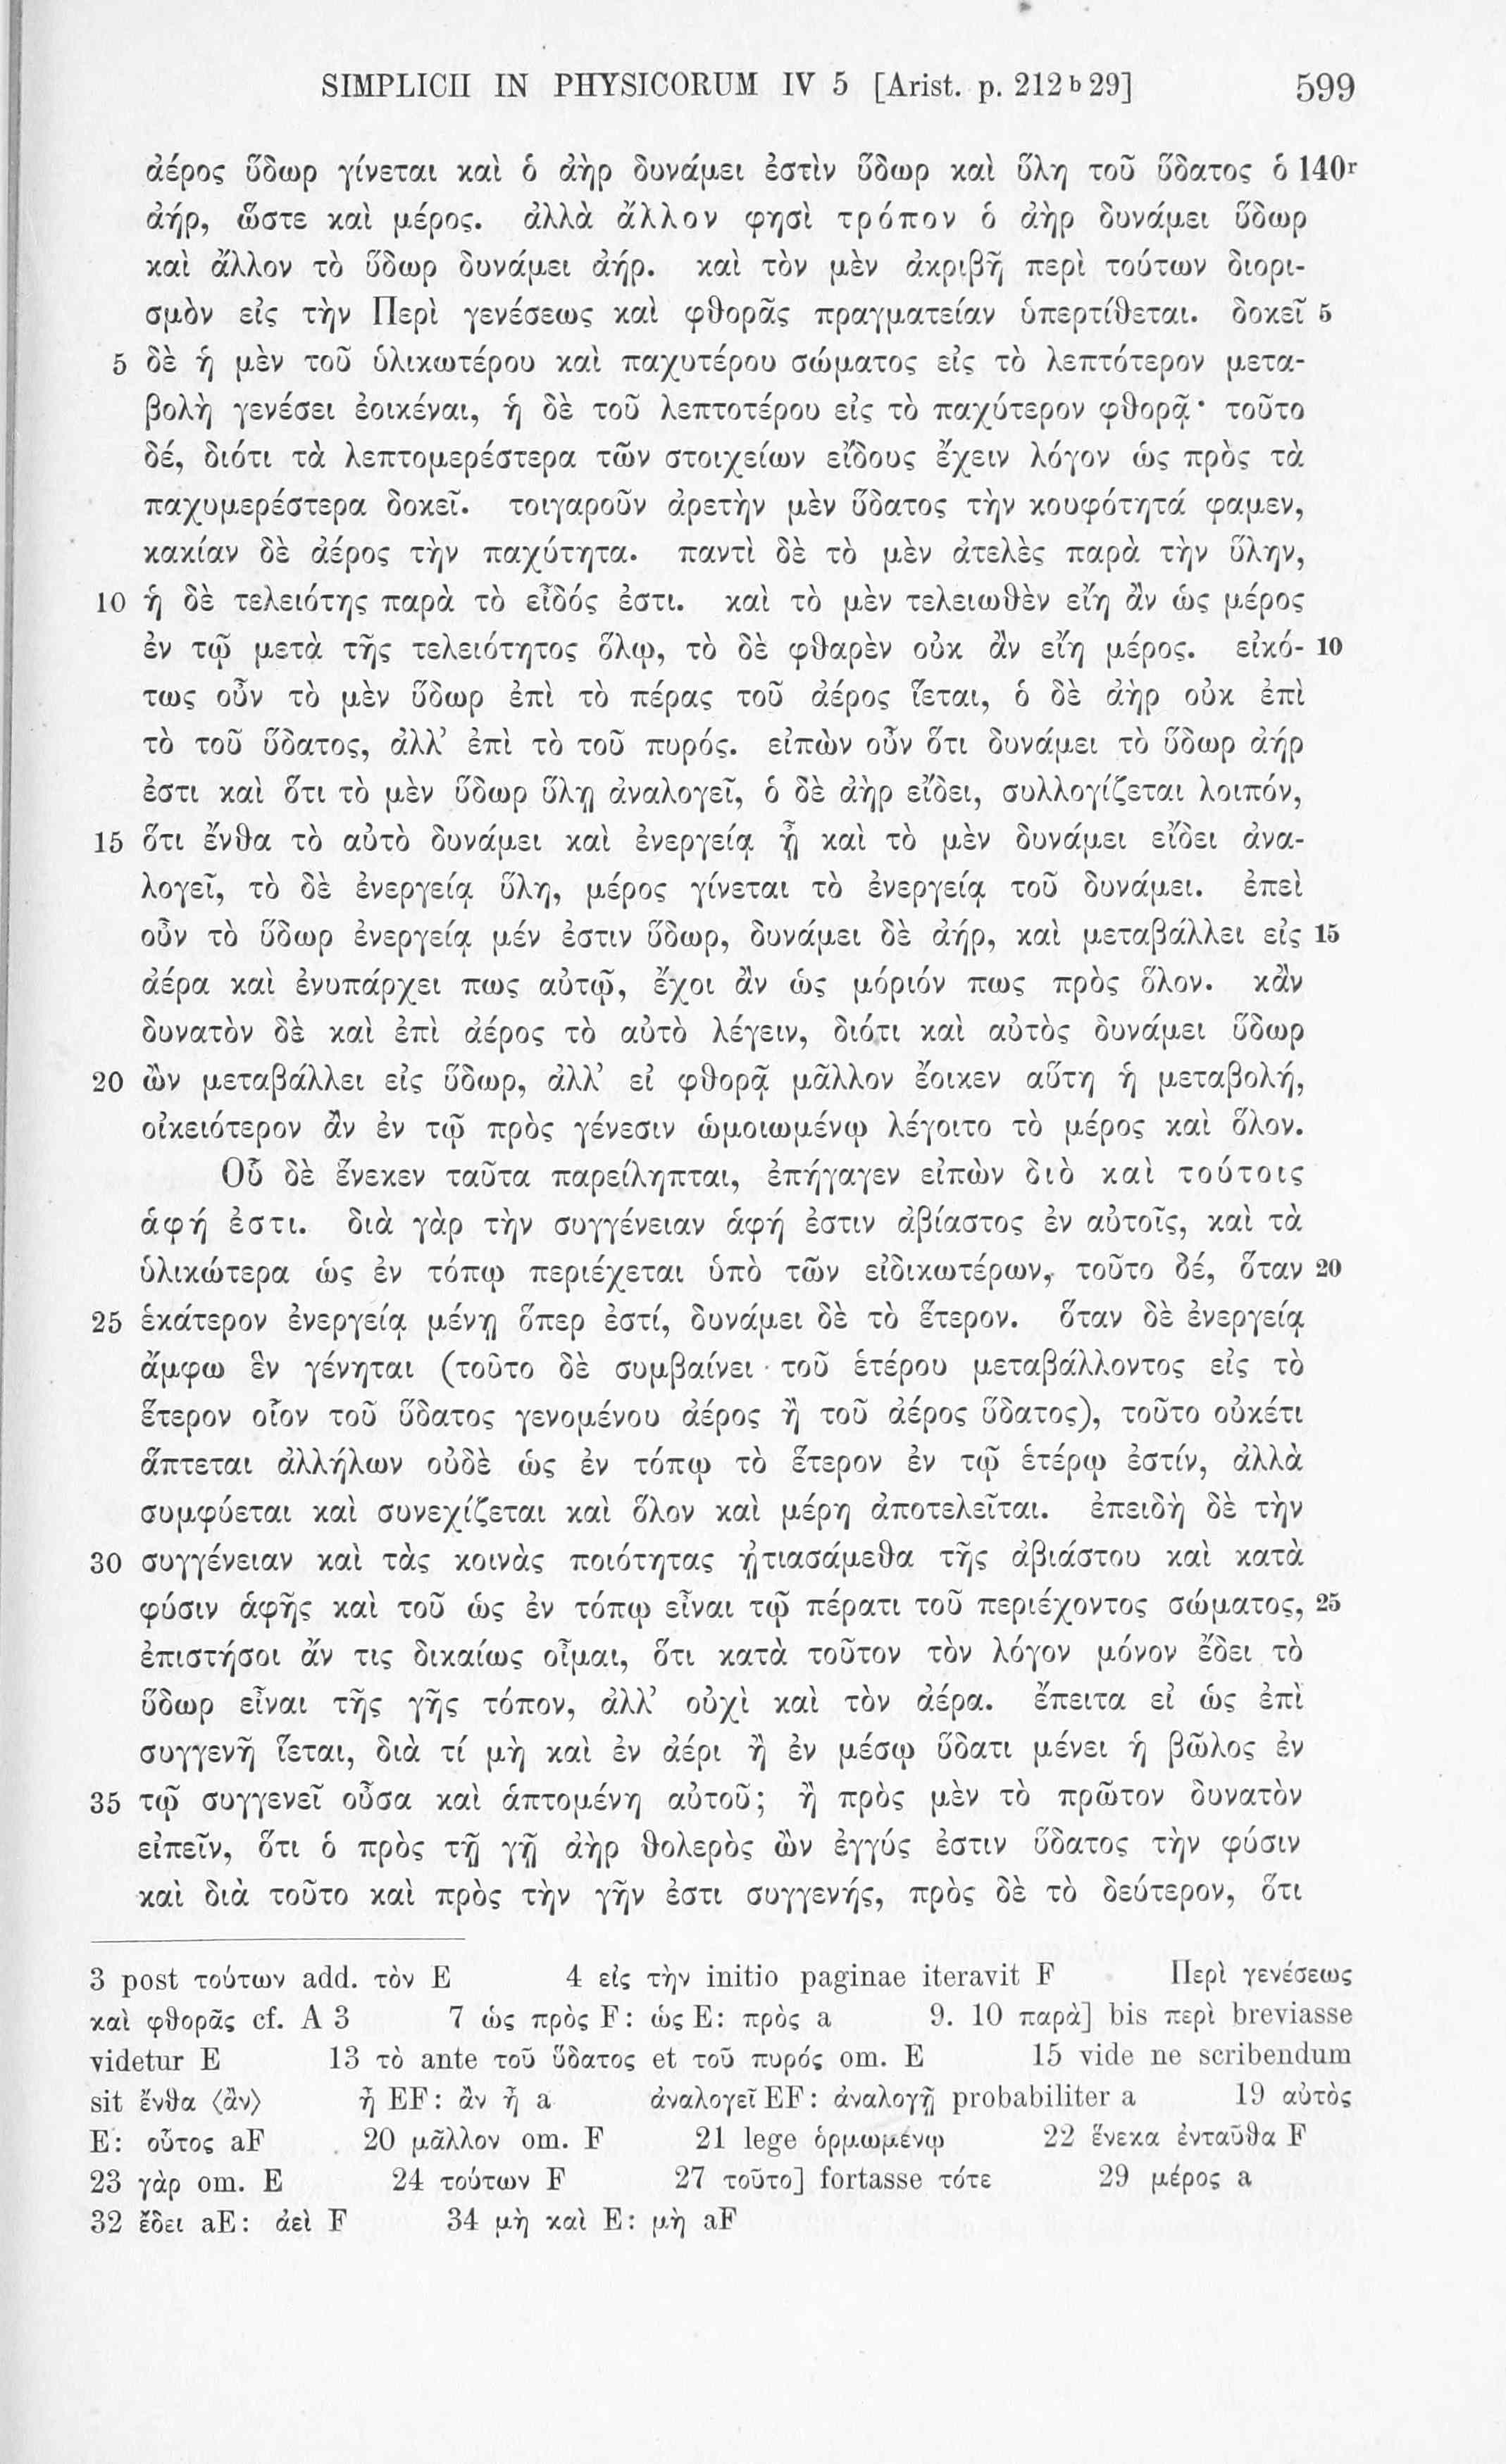 SIMPLICII IN PHYSICORUM IV 5 [Arist. p. 212 b 29] 599
ἀέρος ὕδωρ γίνεται καὶ ὁ ἀὴρ δυνάμει ἐστὶν ὕδωρ καὶ ὕλη τοῦ ὕδατος ὁ 140r
ἀήρ, ὥστε καὶ μέρος. ἀλλὰ ἄλλον φησὶ τρόπον ὁ ἀὴρ δυνάμει ὕδωρ
καὶ ἄλλον τὸ ὕδωρ δυνάμει ἀήρ. καὶ τὸν μὲν ἀκριβῆ περὶ τούτων διορι-
σμὸν εἰς τὴν Περὶ γενέσεως καὶ φθορᾶς πραγματείαν ὑπερτίθεται. δοκεῖ 5
5 δὲ ἡ μὲν τοῦ ὑλικωτέρου καὶ παχυτέρου σώματος εἰς τὸ λεπτότερον μετα-
βολὴ γενέσει ἐοικέναι, ἡ δὲ τοῦ λεπτοτέρου εἰς τὸ παχύτερον φθορᾷ· τοῦτο
δέ, διότι τὰ λεπτομερέστερα τῶν στοιχείων εἴδους ἔχειν λόγον ὡς πρὸς τὰ
παχυμερέστερα δοκεῖ. τοιγαροῦν ἀρετὴν μὲν ὕδατος τὴν κουφότητά φαμεν,
κακίαν δὲ ἀέρος τὴν παχύτητα. παντὶ δὲ τὸ μὲν ἀτελὲς παρὰ τὴν ὕλην,
10 ἡ δὲ τελειότης παρὰ τὸ εἶδός ἐστι. καὶ τὸ μὲν τελειωθὲν εἴη ἂν ὡς μέρος
ἐν τῷ μετὰ τῆς τελειότητος ὅλῳ, τὸ δὲ φθαρὲν οὐκ ἂν εἴη μέρος. εἰκό- 10
τως οὖν τὸ μὲν ὕδωρ ἐπὶ τὸ πέρας τοῦ ἀέρος ἵεται, ὁ δὲ ἀὴρ οὐκ ἐπὶ
τὸ τοῦ ὕδατος, ἀλλ’ ἐπὶ τὸ τοῦ πυρός. εἰπὼν οὖν ὅτι δυνάμει τὸ ὕδωρ ἀήρ
ἐστι καὶ ὅτι τὸ μὲν ὕδωρ ὕλῃ ἀναλογεῖ, ὁ δὲ ἀὴρ εἴδει, συλλογίζεται λοιπόν,
15 ὅτι ἔνθα τὸ αὐτὸ δυνάμει καὶ ἐνεργείᾳ ᾖ καὶ τὸ μὲν δυνάμει εἴδει ἀνα-
λογεῖ, τὸ δὲ ἐνεργείᾳ ὕλῃ, μέρος γίνεται τὸ ἐνεργείᾳ τοῦ δυνάμει. ἐπεὶ
οὖν τὸ ὕδωρ ἐνεργείᾳ μέν ἐστιν ὕδωρ, δυνάμει δὲ ἀήρ, καὶ μεταβάλλει εἰς 15
ἀέρα καὶ ἐνυπάρχει πως αὐτῷ, ἔχοι ἂν ὡς μόριόν πως πρὸς ὅλον. κἂν
δυνατὸν δὲ καὶ ἐπὶ ἀέρος τὸ αὐτὸ λέγειν, διότι καὶ αὐτὸς δυνάμει ὕδωρ
20 ὢν μεταβάλλει εἰς ὕδωρ, ἀλλ’ εἰ φθορᾷ μᾶλλον ἔοικεν αὕτη ἡ μεταβολή,
οἰκειότερον ἂν ἐν τῷ πρὸς γένεσιν ὡμοιωμένῳ λέγοιτο τὸ μέρος καὶ ὅλον.
Οὗ δὲ ἕνεκεν ταῦτα παρείληπται, ἐπήγαγεν εἰπὼν διὸ καὶ τούτοις
ἁφή ἐστι. διὰ γὰρ τὴν συγγένειαν ἁφή ἐστιν ἀβίαστος ἐν αὐτοῖς, καὶ τὰ
ὑλικώτερα ὡς ἐν τόπῳ περιέχεται ὑπὸ τῶν εἰδικωτέρων, τοῦτο δέ, ὅταν 20
25 ἑκάτερον ἐνεργείᾳ μένῃ ὅπερ ἐστί, δυνάμει δὲ τὸ ἕτερον. ὅταν δὲ ἐνεργείᾳ
ἄμφω ἓν γένηται (τοῦτο δὲ συμβαίνει τοῦ ἑτέρου μεταβάλλοντος εἰς τὸ
ἕτερον οἷον τοῦ ὕδατος γενομένου ἀέρος ἢ τοῦ ἀέρος ὕδατος), τοῦτο οὐκέτι
ἅπτεται ἀλλήλων οὐδὲ ὡς ἐν τόπῳ τὸ ἕτερον ἐν τῷ ἑτέρῳ ἐστίν, ἀλλὰ
συμφύεται καὶ συνεχίζεται καὶ ὅλον καὶ μέρη ἀποτελεῖται. ἐπειδὴ δὲ τὴν
30 συγγένειαν καὶ τὰς κοινὰς ποιότητας ᾐτιασάμεθα τῆς ἀβιάστου καὶ κατὰ
φύσιν ἁφῆς καὶ τοῦ ὡς ἐν τόπῳ εἶναι τῷ πέρατι τοῦ περιέχοντος σώματος, 25
ἐπιστήσοι ἄν τις δικαίως οἶμαι, ὅτι κατὰ τοῦτον τὸν λόγον μόνον ἔδει τὸ
ὕδωρ εἶναι τῆς γῆς τόπον, ἀλλ’ οὐχὶ καὶ τὸν ἀέρα. ἔπειτα εἰ ὡς ἐπὶ
συγγενῆ ἵεται, διὰ τί μὴ καὶ ἐν ἀέρι ἢ ἐν μέσῳ ὕδατι μένει ἡ βῶλος ἐν
35 τῷ συγγενεῖ οὖσα καὶ ἁπτομένη αὐτοῦ; ἢ πρὸς μὲν τὸ πρῶτον δυνατὸν
εἰπεῖν, ὅτι ὁ πρὸς τῇ γῇ ἀὴρ θολερὸς ὢν ἐγγύς ἐστιν ὕδατος τὴν φύσιν
καὶ διὰ τοῦτο καὶ πρὸς τὴν γῆν ἐστι συγγενής, πρὸς δὲ τὸ δεύτερον, ὅτι
3 post τούτων add. τὸν E 4 εἰς τὴν initio paginae iteravit F Περὶ γενέσεως
καὶ φθορᾶς cf. A 3 7 ὡς πρὸς F: ὡς E: πρὸς a 9. 10 παρὰ] bis περὶ breviasse
videtur E 13 τὸ ante τοῦ ὕδατος et τοῦ πυρός om. E 15 vide ne scribendum
sit ἔνθα ⟨ἂν⟩ ᾖ EF: ἂν ᾖ a ἀναλογεῖ EF: ἀναλογῇ probabiliter a 19 αὐτὸς
E: οὗτος aF 20 μᾶλλον om. F 21 lege ὁρμωμένῳ 22 ἕνεκα ἐνταῦθα F
23 γὰρ om. E 24 τούτων F 27 τοῦτο] fortasse τότε 29 μέρος a
32 ἔδει aE: ἀεὶ F 34 μὴ καὶ E: μὴ aF